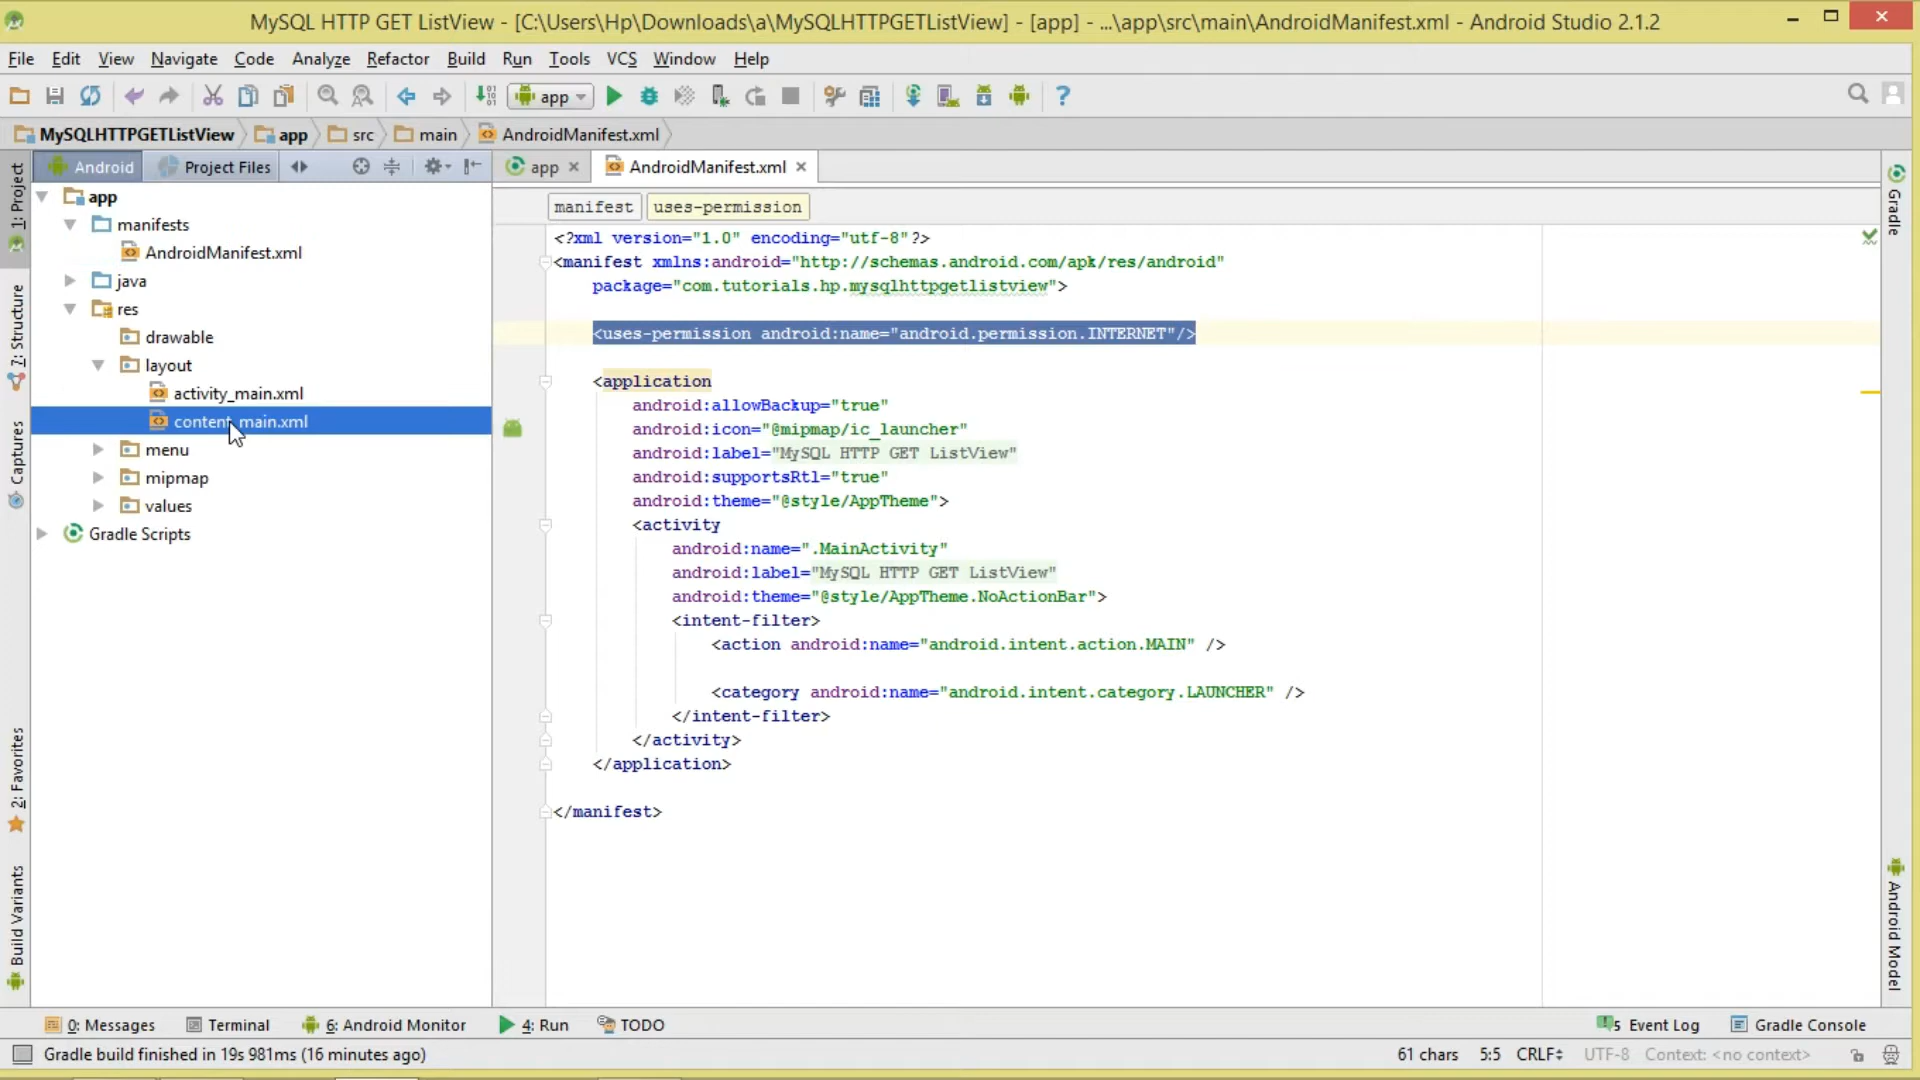 MySQL HTTP GET ListView - [C:\Users\Hp\Downloads\a\MySQLHTTPGETListView] - [app] - ...\app\src\main\AndroidManifest.xml - Android Studio 2.1.2
File Edit View Navigate Code Analyze Refactor Build Run Tools VCS Window Help
app
MySQLHTTPGETListView app src main AndroidManifest.xml
Android Project Files
app AndroidManifest.xml
1: Project
7: Structure
Captures
2: Favorites
Build Variants
app
manifests
AndroidManifest.xml
java
res
drawable
layout
activity_main.xml
content_main.xml
menu
mipmap
values
Gradle Scripts
manifest uses-permission
<?xml version="1.0" encoding="utf-8"?>
<manifest xmlns:android="http://schemas.android.com/apk/res/android"
package="com.tutorials.hp.mysqlhttpgetlistview">
<uses-permission android:name="android.permission.INTERNET"/>
<application
android:allowBackup="true"
android:icon="@mipmap/ic_launcher"
android:label="MySQL HTTP GET ListView"
android:supportsRtl="true"
android:theme="@style/AppTheme">
<activity
android:name=".MainActivity"
android:label="MySQL HTTP GET ListView"
android:theme="@style/AppTheme.NoActionBar">
<intent-filter>
<action android:name="android.intent.action.MAIN" />
<category android:name="android.intent.category.LAUNCHER" />
</intent-filter>
</activity>
</application>
</manifest>
Gradle
Android Model
0: Messages Terminal 6: Android Monitor 4: Run TODO 5 Event Log Gradle Console
Gradle build finished in 19s 981ms (16 minutes ago) 61 chars 5:5 CRLF UTF-8 Context: <no context>